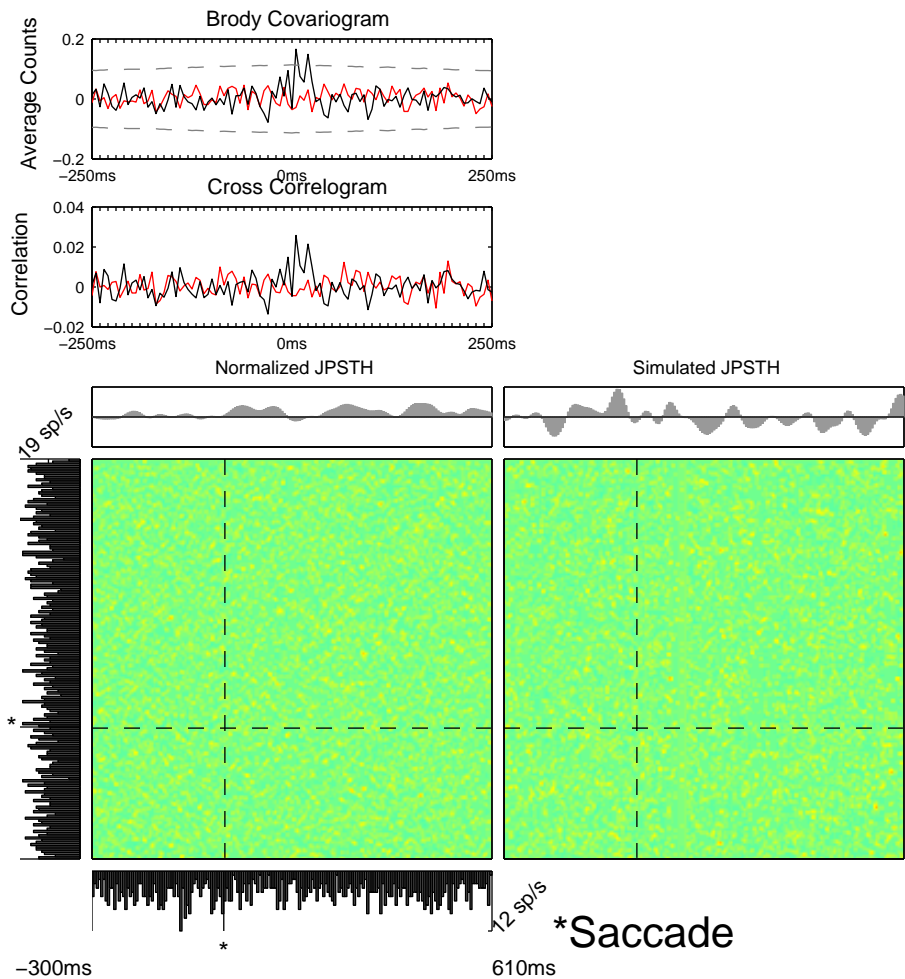 Brody Covariogram
Average Counts
0.2
0
−0.2
−250ms
0ms
250ms
Cross Correlogram
Correlation
0.04
0.02
0
−0.02
−250ms
0ms
250ms
Normalized JPSTH
Simulated JPSTH
19 sp/s
*
12 sp/s
*
*Saccade
−300ms
610ms